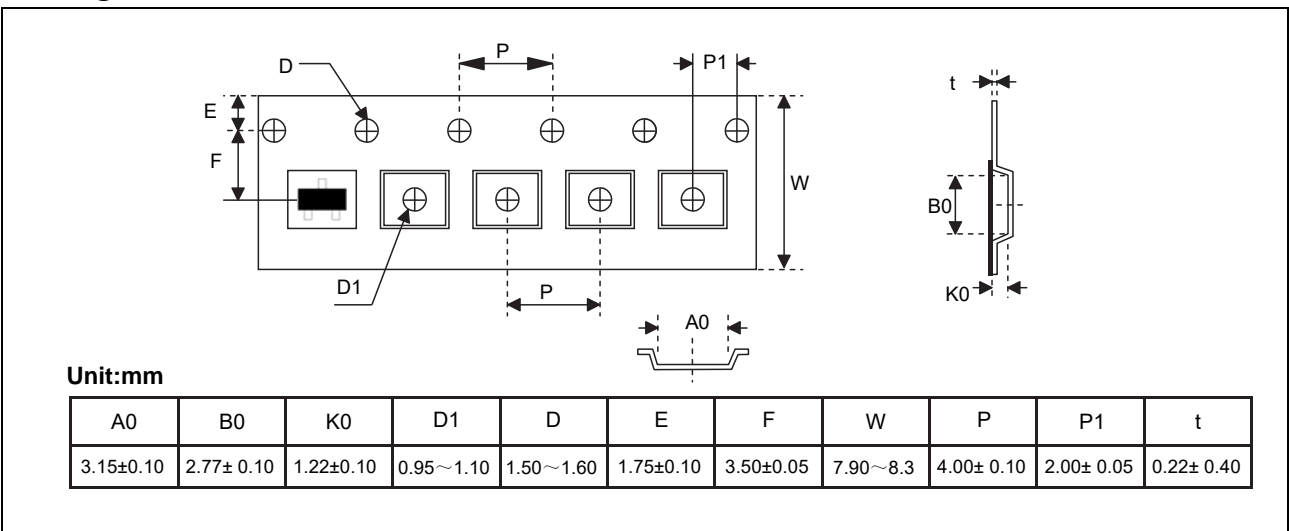 P
D
P1
t
E
F
W
B0
D1
P
K0
A0
Unit:mm
A0 B0 K0 D1 D E F W P P1 t
3.15±0.10 2.77± 0.10 1.22±0.10 0.95～1.10 1.50～1.60 1.75±0.10 3.50±0.05 7.90～8.3 4.00± 0.10 2.00± 0.05 0.22± 0.40